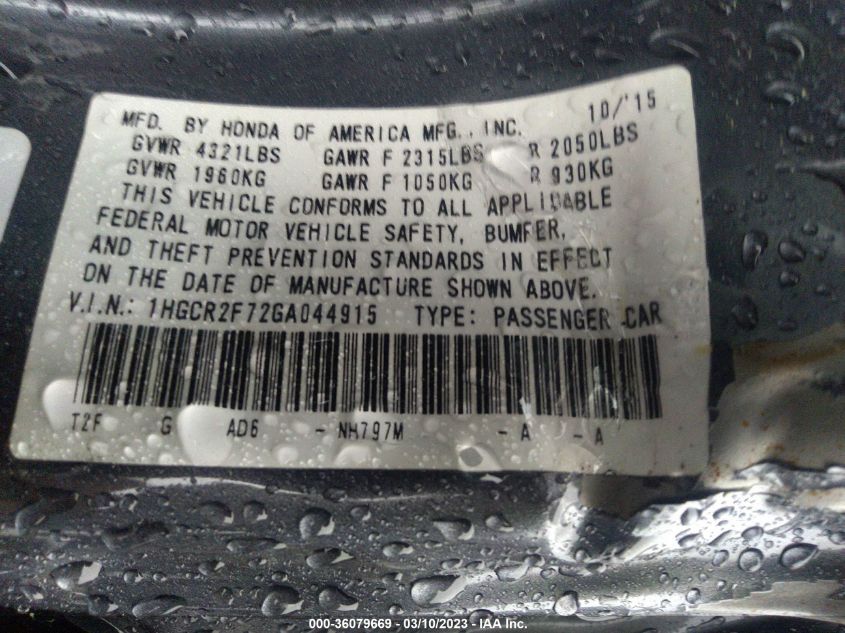 MFD. BY HONDA OF AMERICA MFG., INC. 10/'15
GVWR 4321LBS GAWR F 2315LBS R 2050LBS
GVWR 1960KG GAWR F 1050KG R 930KG
THIS VEHICLE CONFORMS TO ALL APPLICABLE
FEDERAL MOTOR VEHICLE SAFETY, BUMPER,
AND THEFT PREVENTION STANDARDS IN EFFECT
ON THE DATE OF MANUFACTURE SHOWN ABOVE.
V.I.N.: 1HGCR2F72GA044915 TYPE: PASSENGER CAR
T2F G AD6 - NH797M - A - A
000-36079669 - 03/10/2023 - IAA Inc.